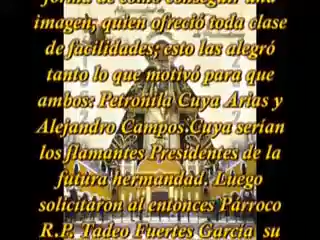 forma de como conseguir una
imagen, quien ofreció toda clase
de facilidades; esto las alegró
tanto lo que motivó para que
ambos: Petronila Cuya Arias y
Alejandro Campos Cuya serían
los flamantes Presidentes de la
futura hermandad. Luego
solicitaron al entonces Párroco
R.P. Tadeo Fuertes García, su